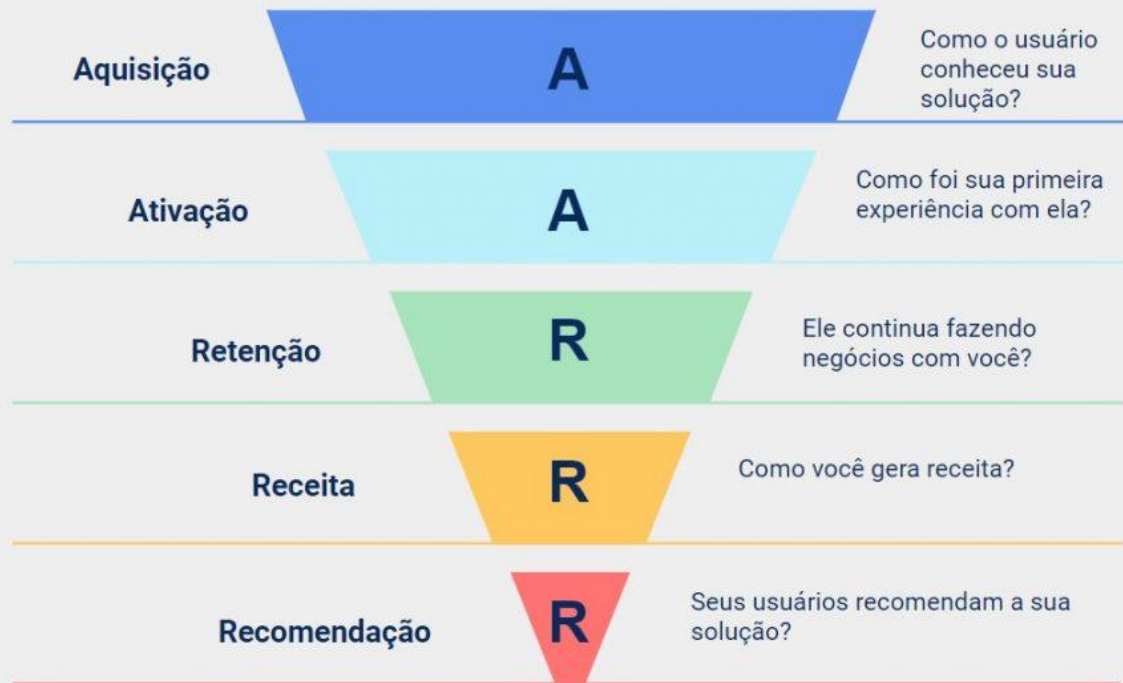 Aquisição
A
Como o usuário
conheceu sua
solução?
Ativação
A
Como foi sua primeira
experiência com ela?
Retenção
R
Ele continua fazendo
negócios com você?
Receita
R
Como você gera receita?
Recomendação
R
Seus usuários recomendam a sua
solução?